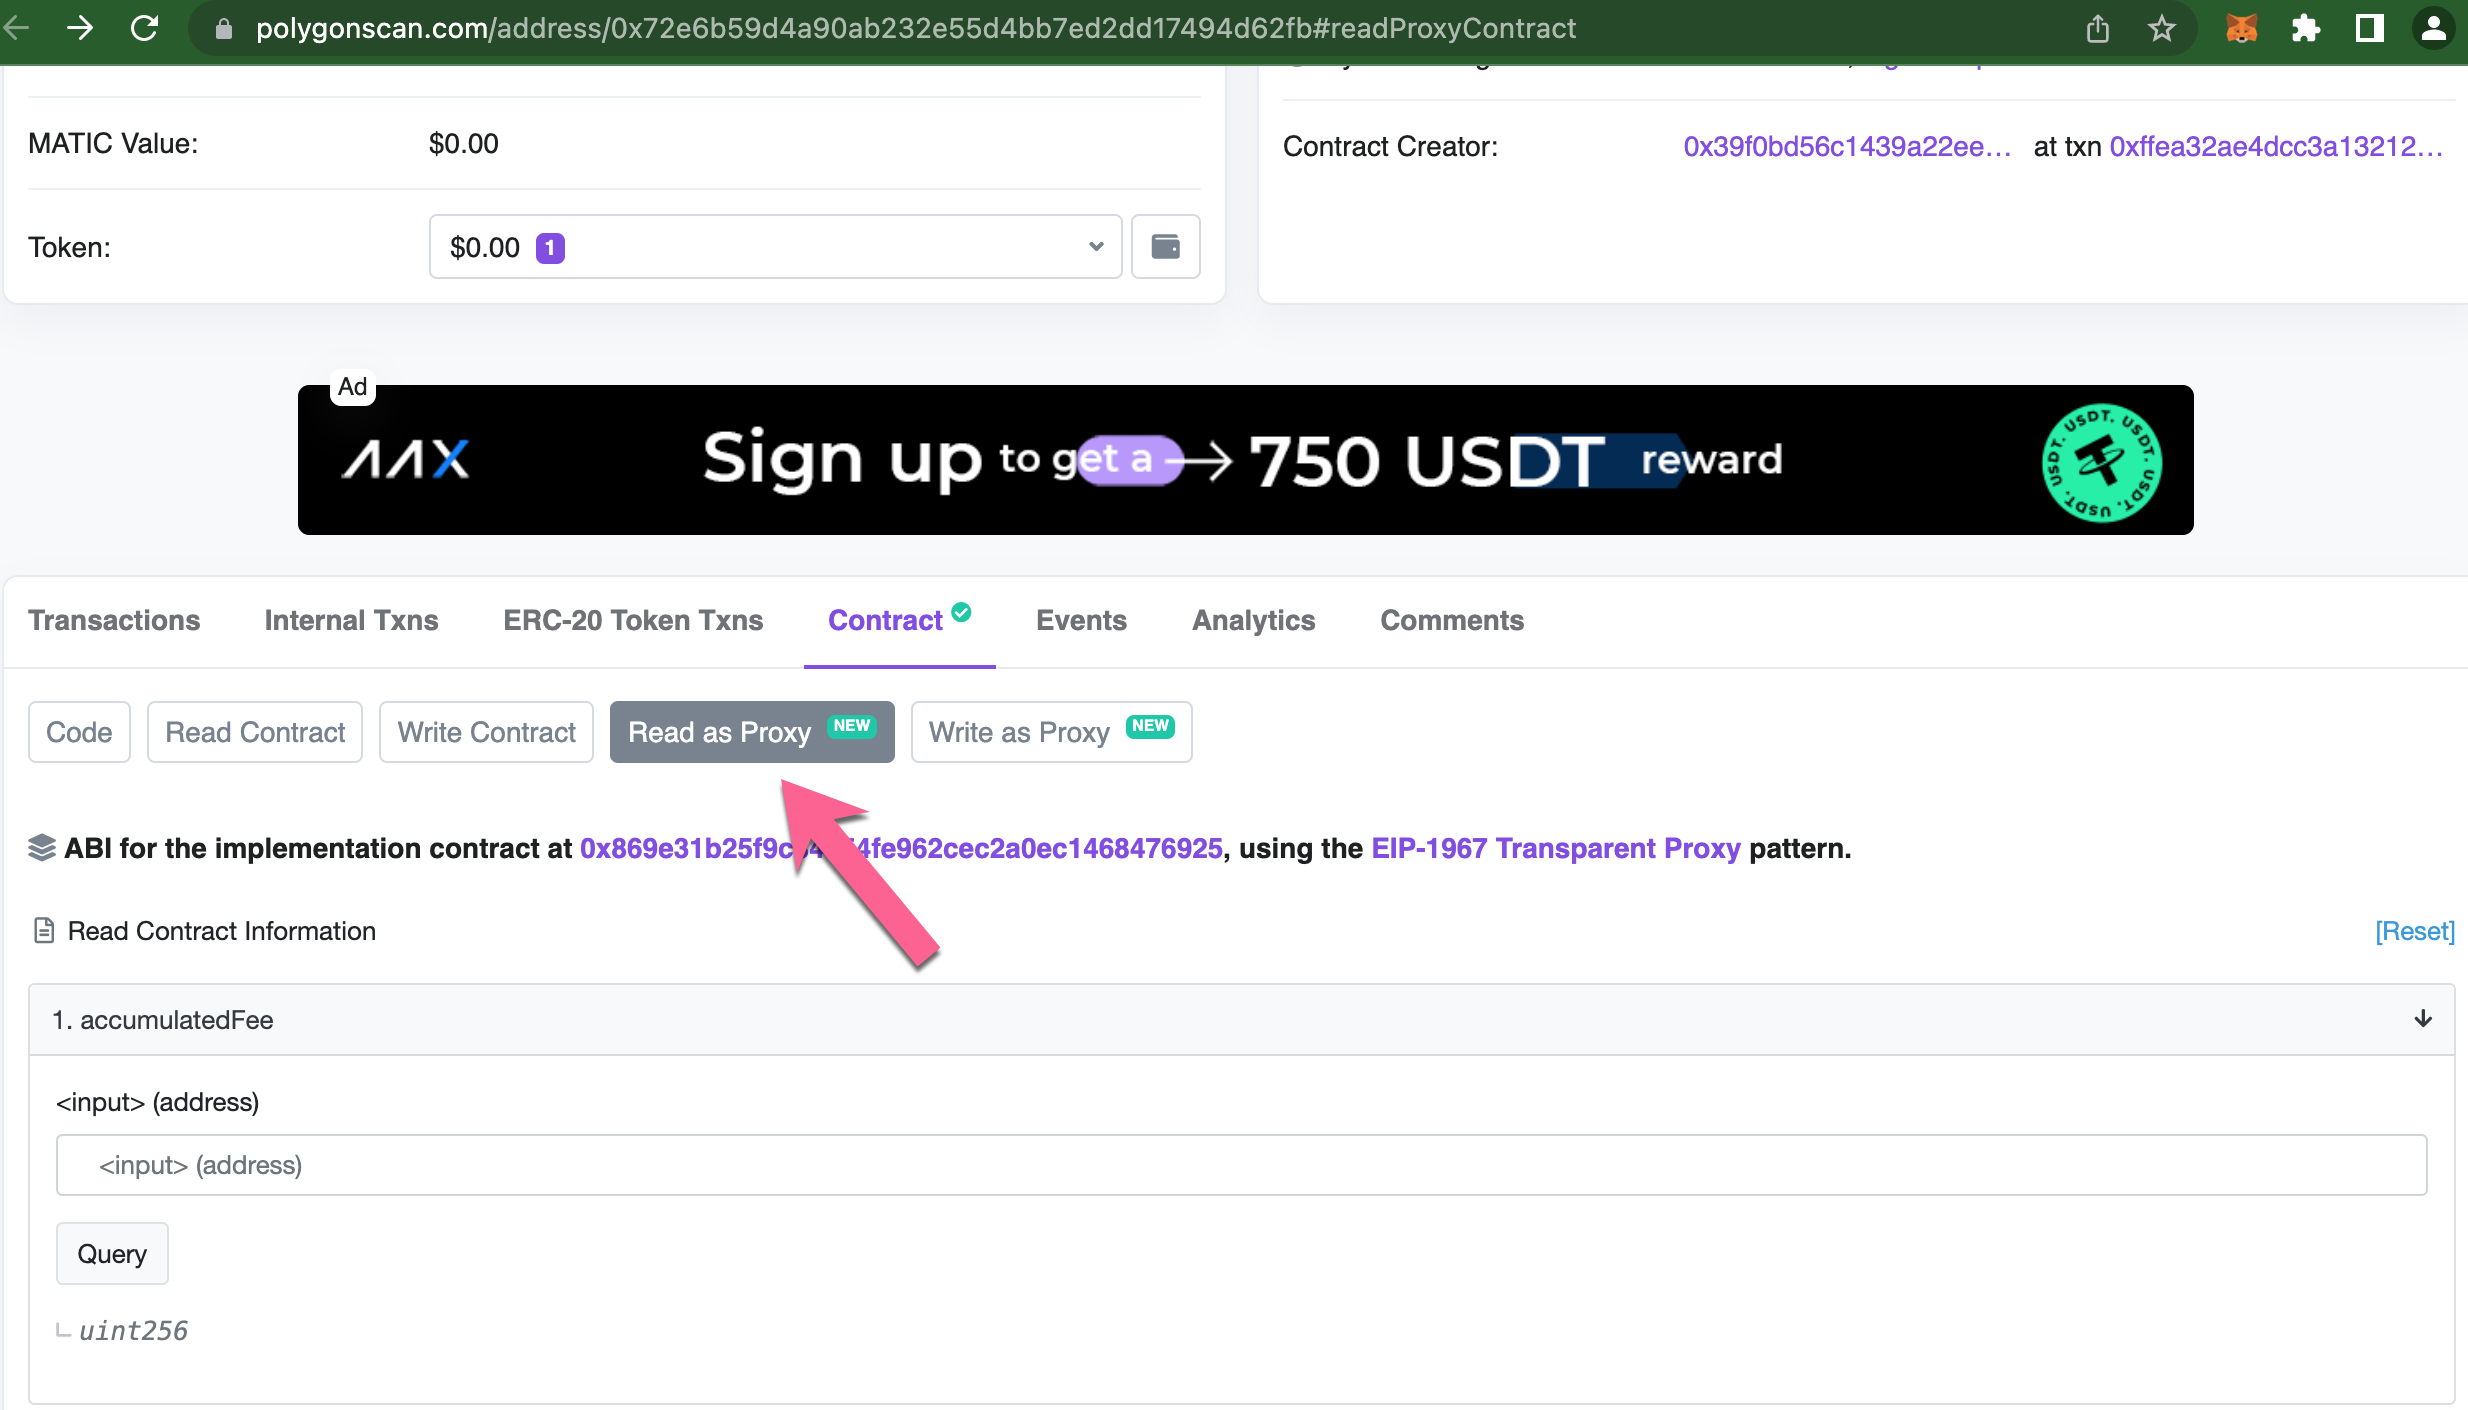 polygonscan.com/address/0x72e6b59d4a90ab232e55d4bb7ed2dd17494d62fb#readProxyContract
MATIC Value: $0.00
Contract Creator: 0x39f0bd56c1439a22ee... at txn 0xffea32ae4dcc3a13212...
Token: $0.00 1
Ad
AAX Sign up to get a → 750 USDT reward
USDT. USDT. USDT. USDT. USDT.
Transactions Internal Txns ERC-20 Token Txns Contract Events Analytics Comments
Code Read Contract Write Contract Read as Proxy NEW Write as Proxy NEW
ABI for the implementation contract at , using the EIP-1967 Transparent Proxy pattern.
Read Contract Information [Reset]
1. accumulatedFee
<input> (address)
<input> (address)
Query
uint256